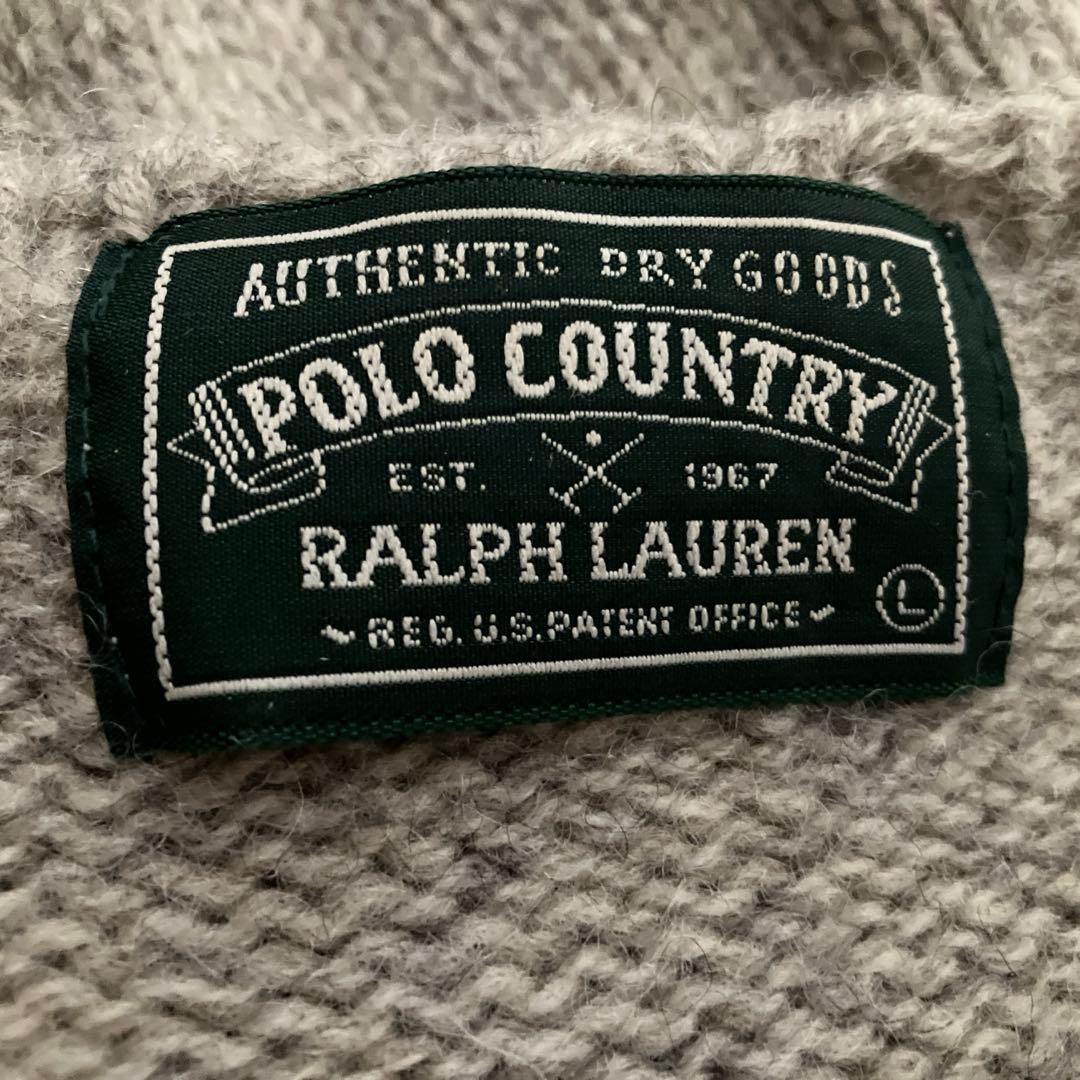 AUTHENTIC DRY GOODS
POLO COUNTRY
EST. 1967
RALPH LAUREN
L
REG. U.S. PATENT OFFICE